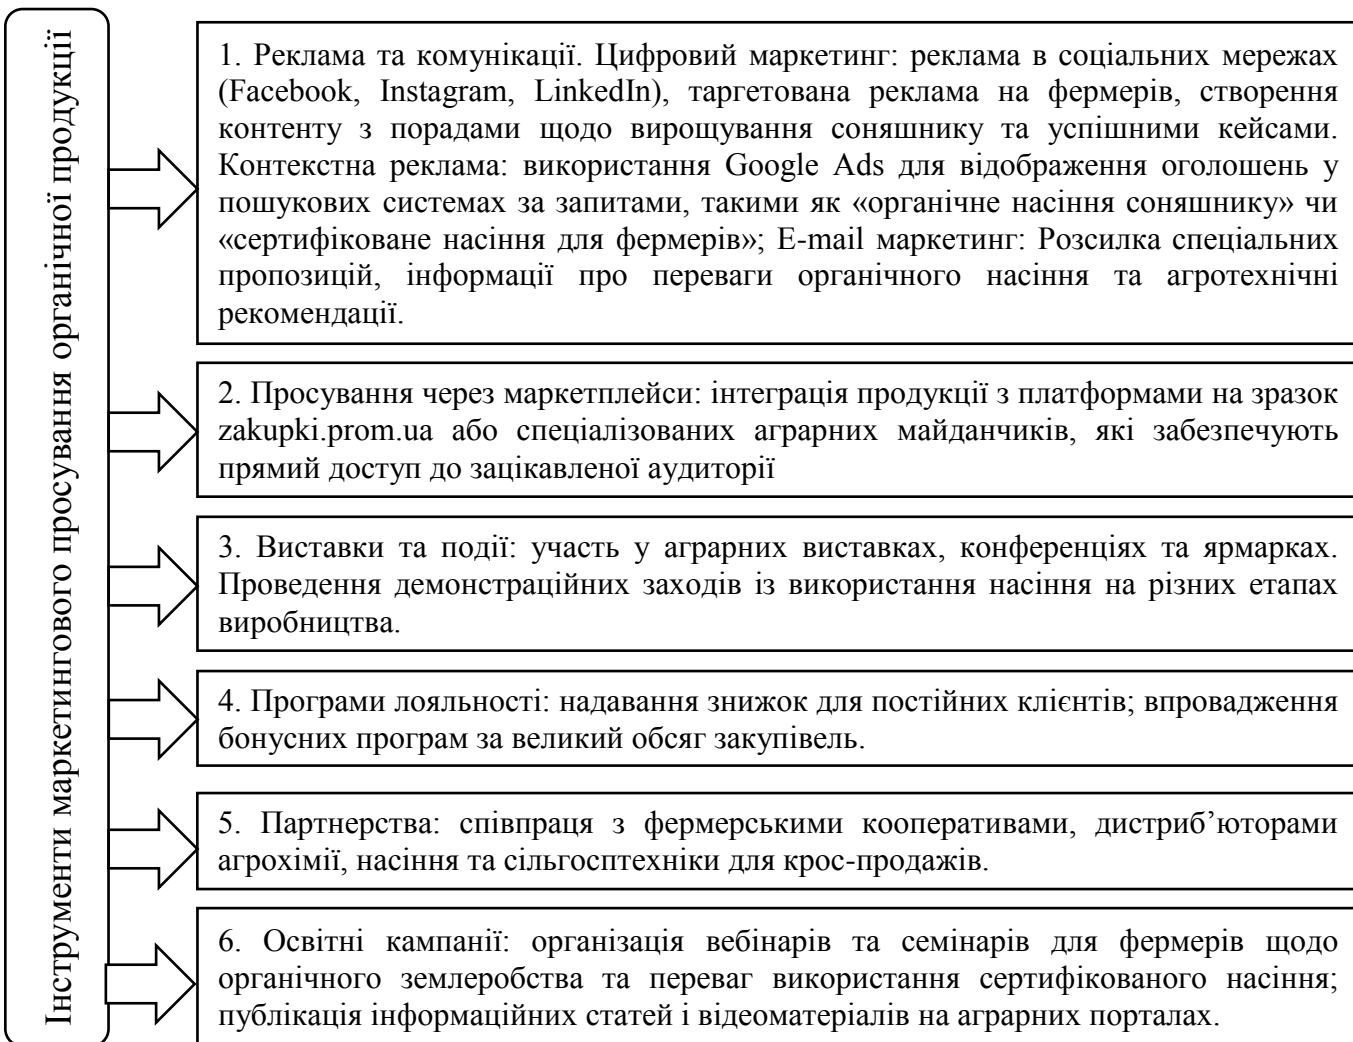 Інструменти маркетингового просування органічної продукції
1. Реклама та комунікації. Цифровий маркетинг: реклама в соціальних мережах
(Facebook, Instagram, LinkedIn), таргетована реклама на фермерів, створення
контенту з порадами щодо вирощування соняшнику та успішними кейсами.
Контекстна реклама: використання Google Ads для відображення оголошень у
пошукових системах за запитами, такими як «органічне насіння соняшнику» чи
«сертифіковане насіння для фермерів»; E-mail маркетинг: Розсилка спеціальних
пропозицій, інформації про переваги органічного насіння та агротехнічні
рекомендації.
2. Просування через маркетплейси: інтеграція продукції з платформами на зразок
zakupki.prom.ua або спеціалізованих аграрних майданчиків, які забезпечують
прямий доступ до зацікавленої аудиторії
3. Виставки та події: участь у аграрних виставках, конференціях та ярмарках.
Проведення демонстраційних заходів із використання насіння на різних етапах
виробництва.
4. Програми лояльності: надавання знижок для постійних клієнтів; впровадження
бонусних програм за великий обсяг закупівель.
5. Партнерства: співпраця з фермерськими кооперативами, дистриб’юторами
агрохімії, насіння та сільгосптехніки для крос-продажів.
6. Освітні кампанії: організація вебінарів та семінарів для фермерів щодо
органічного землеробства та переваг використання сертифікованого насіння;
публікація інформаційних статей і відеоматеріалів на аграрних порталах.